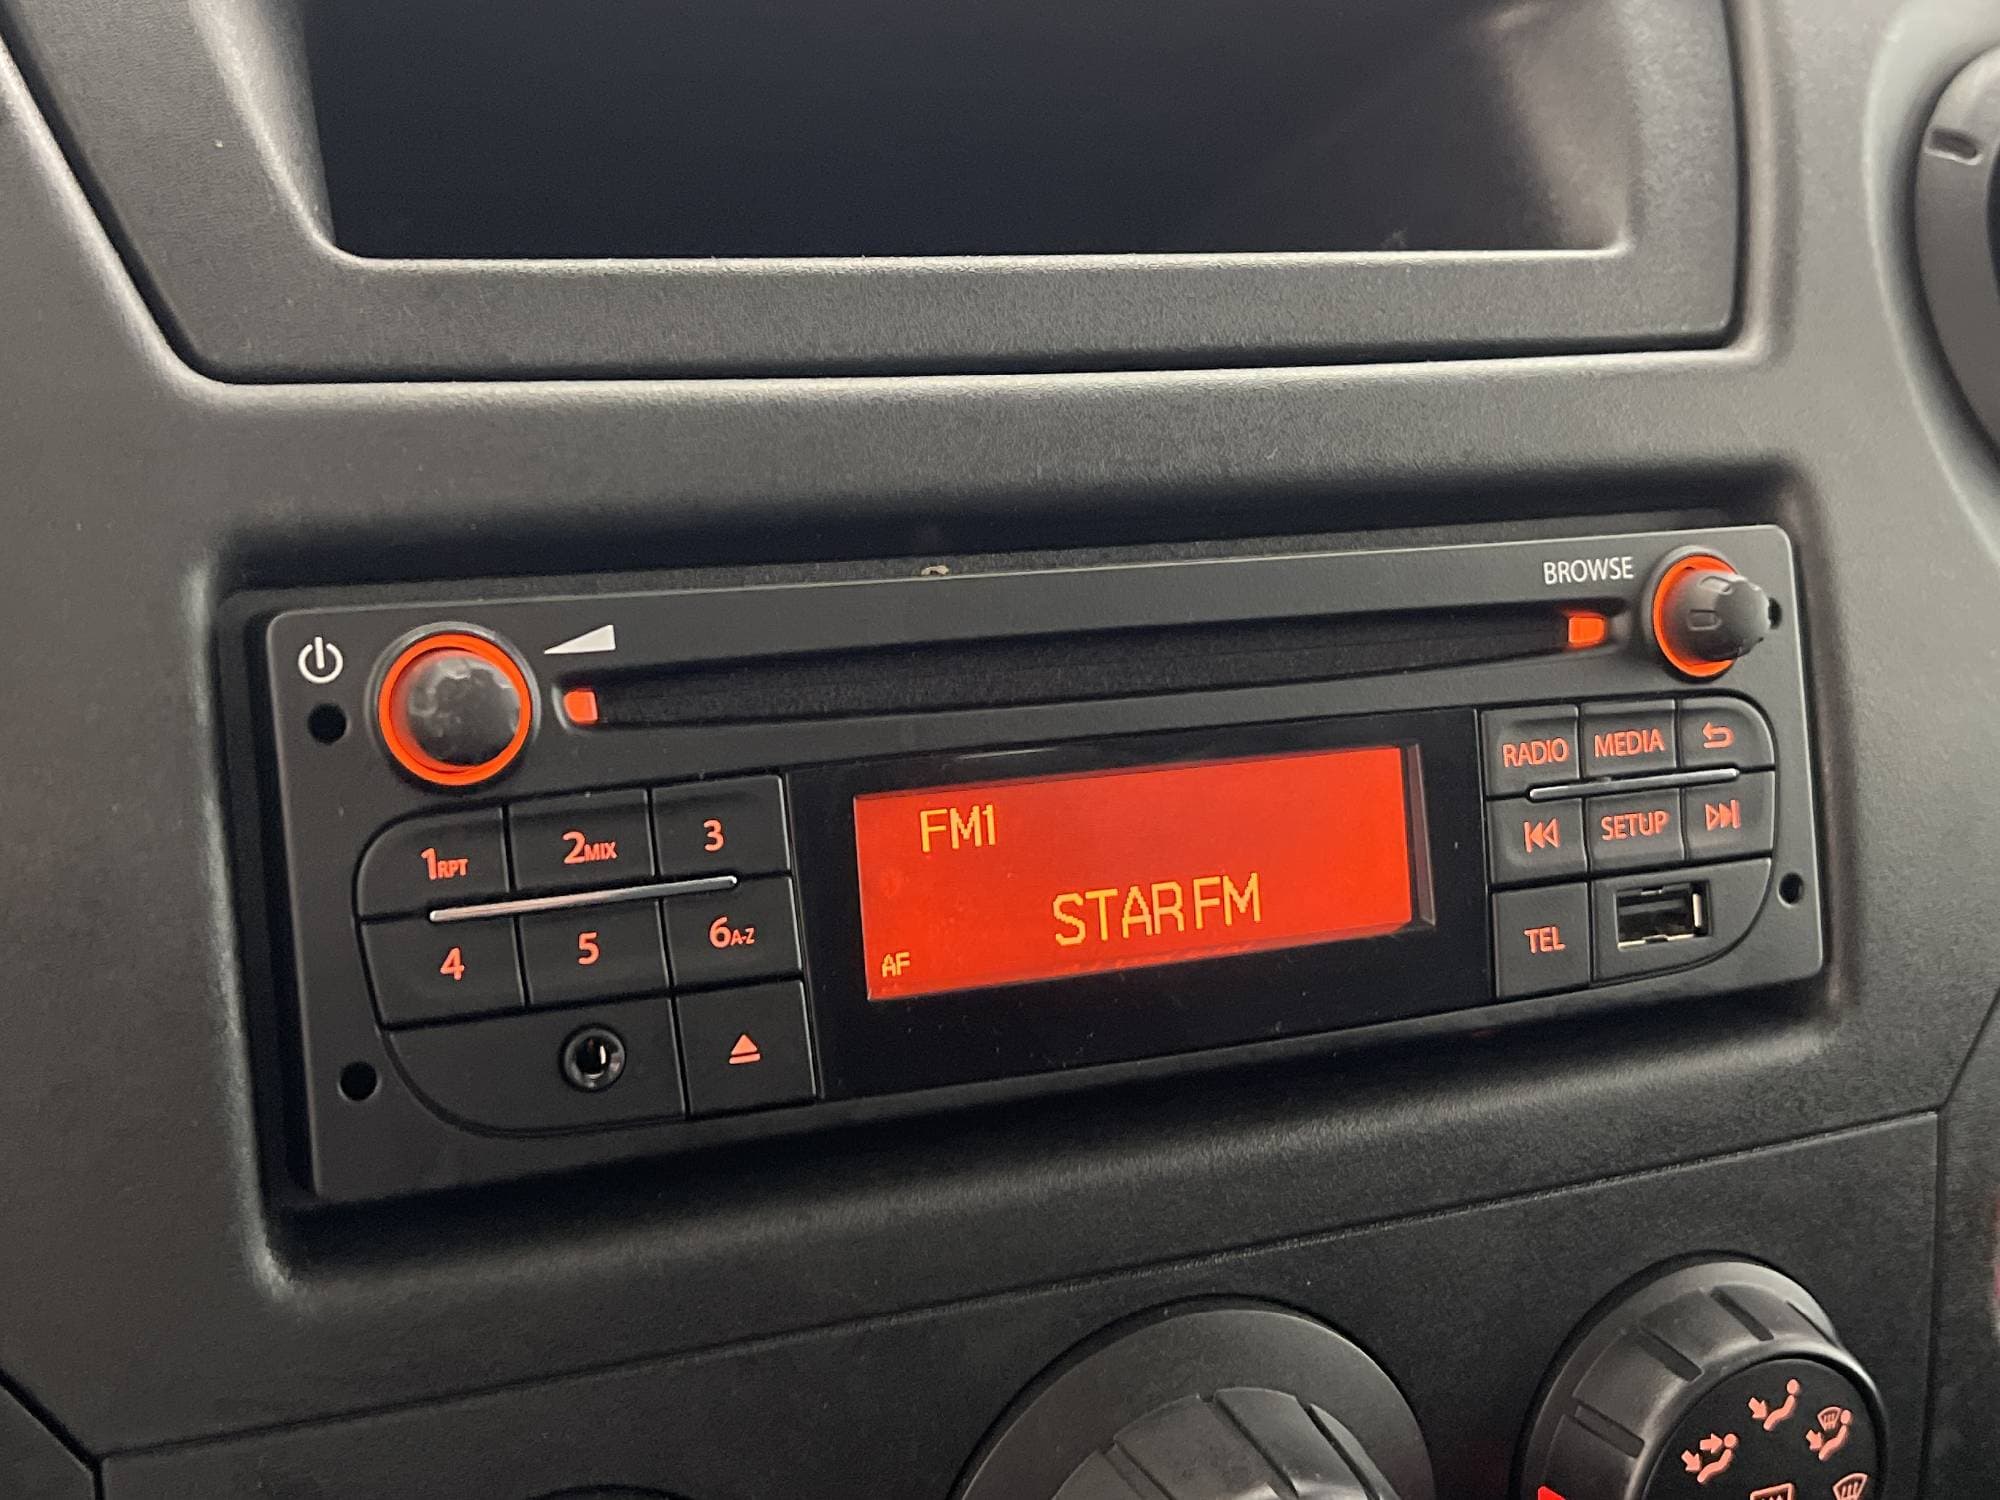 BROWSE
FM1
STAR FM
AF
1RPT
2MIX
3
4
5
6A-Z
RADIO
MEDIA
SETUP
TEL